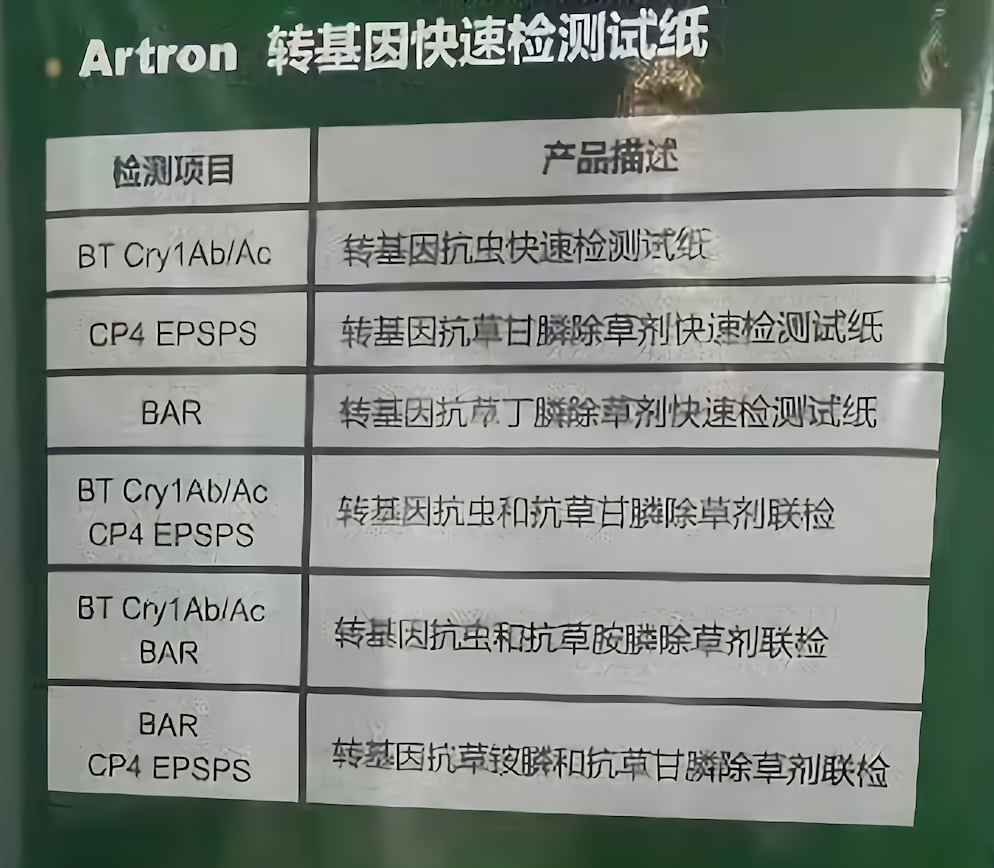 Artron 转基因快速检测试纸
检测项目
产品描述
BT Cry1Ab/Ac
转基因抗虫快速检测试纸
CP4 EPSPS
转基因抗草甘膦除草剂快速检测试纸
BAR
转基因抗草丁膦除草剂快速检测试纸
BT Cry1Ab/Ac
CP4 EPSPS
转基因抗虫和抗草甘膦除草剂联检
BT Cry1Ab/Ac
BAR
转基因抗虫和抗草胺膦除草剂联检
BAR
CP4 EPSPS
转基因抗草铵膦和抗草甘膦除草剂联检